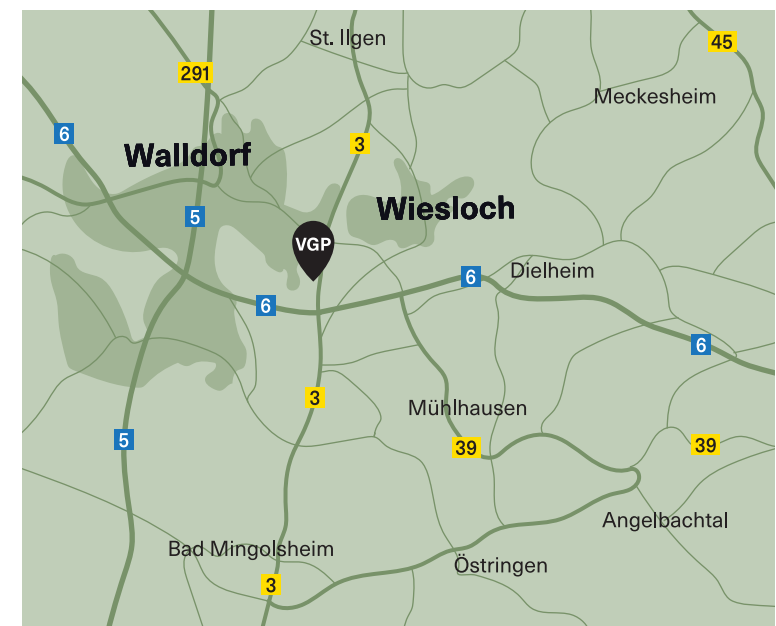 St. Ilgen
45
291
Meckesheim
6
3
Walldorf
Wiesloch
5
VGP
Dielheim
6
6
6
3
Mühlhausen
5
39
39
Angelbachtal
Bad Mingolsheim
Östringen
3